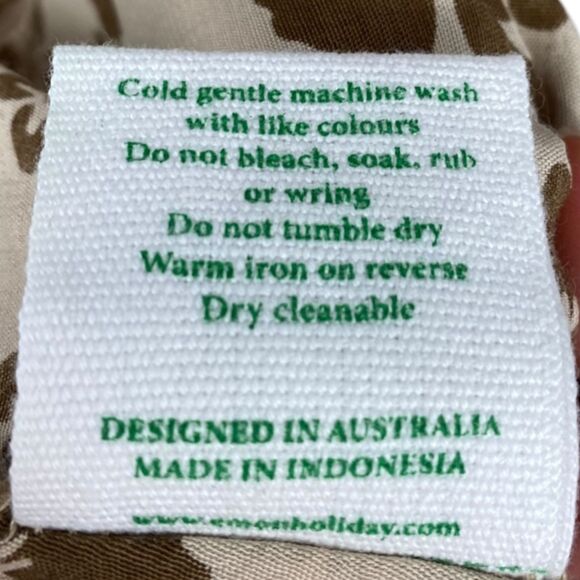 Cold gentle machine wash
with like colours
Do not bleach, soak, rub
or wring
Do not tumble dry
Warm iron on reverse
Dry cleanable
DESIGNED IN AUSTRALIA
MADE IN INDONESIA